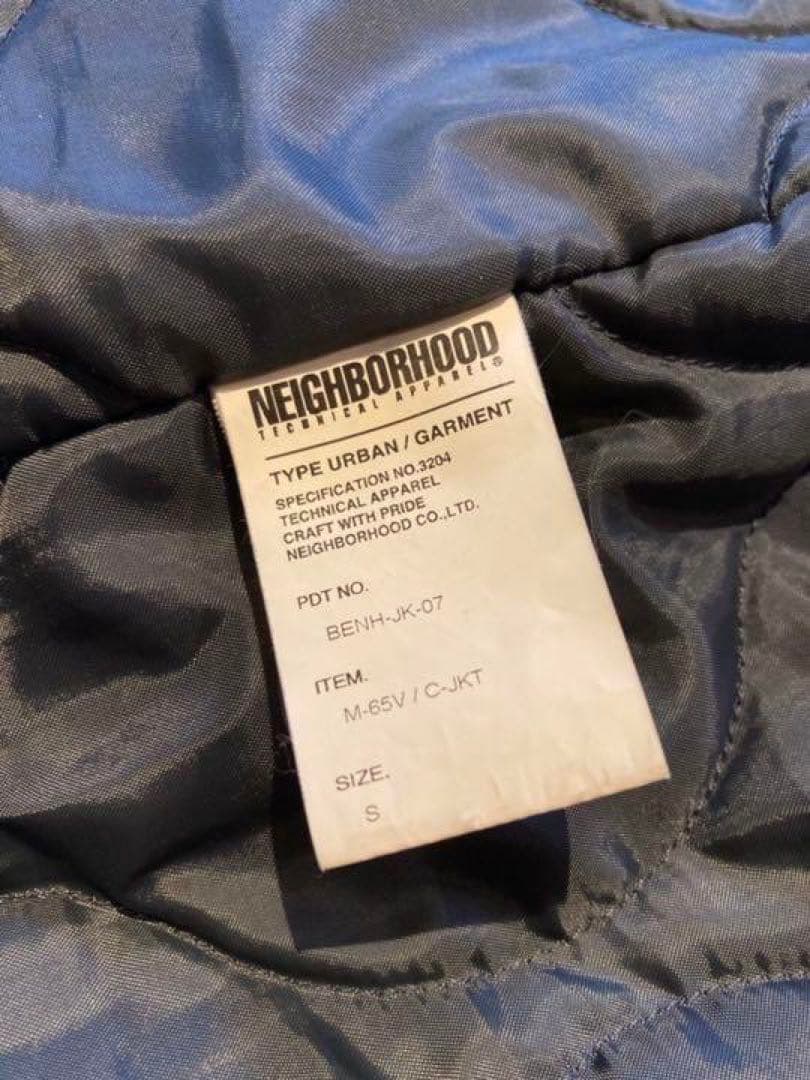 NEIGHBORHOOD
TECHNICAL APPAREL®
TYPE URBAN / GARMENT
SPECIFICATION NO.3204
TECHNICAL APPAREL
CRAFT WITH PRIDE
NEIGHBORHOOD CO.,LTD.
PDT NO.
BENH-JK-07
ITEM.
M-65V / C-JKT
SIZE.
S